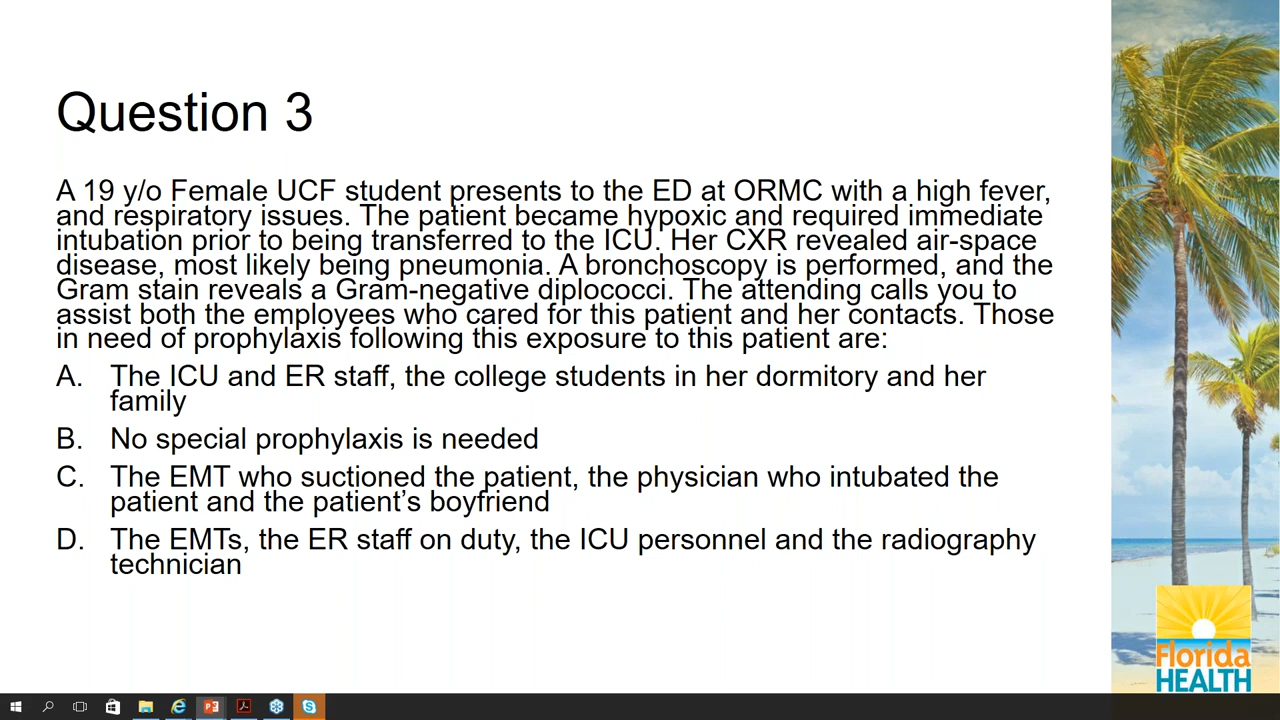 Question 3
A 19 y/o Female UCF student presents to the ED at ORMC with a high fever,
and respiratory issues. The patient became hypoxic and required immediate
intubation prior to being transferred to the ICU. Her CXR revealed air-space
disease, most likely being pneumonia. A bronchoscopy is performed, and the
Gram stain reveals a Gram-negative diplococci. The attending calls you to
assist both the employees who cared for this patient and her contacts. Those
in need of prophylaxis following this exposure to this patient are:
A. The ICU and ER staff, the college students in her dormitory and her
family
B. No special prophylaxis is needed
C. The EMT who suctioned the patient, the physician who intubated the
patient and the patient’s boyfriend
D. The EMTs, the ER staff on duty, the ICU personnel and the radiography
technician
Florida
HEALTH